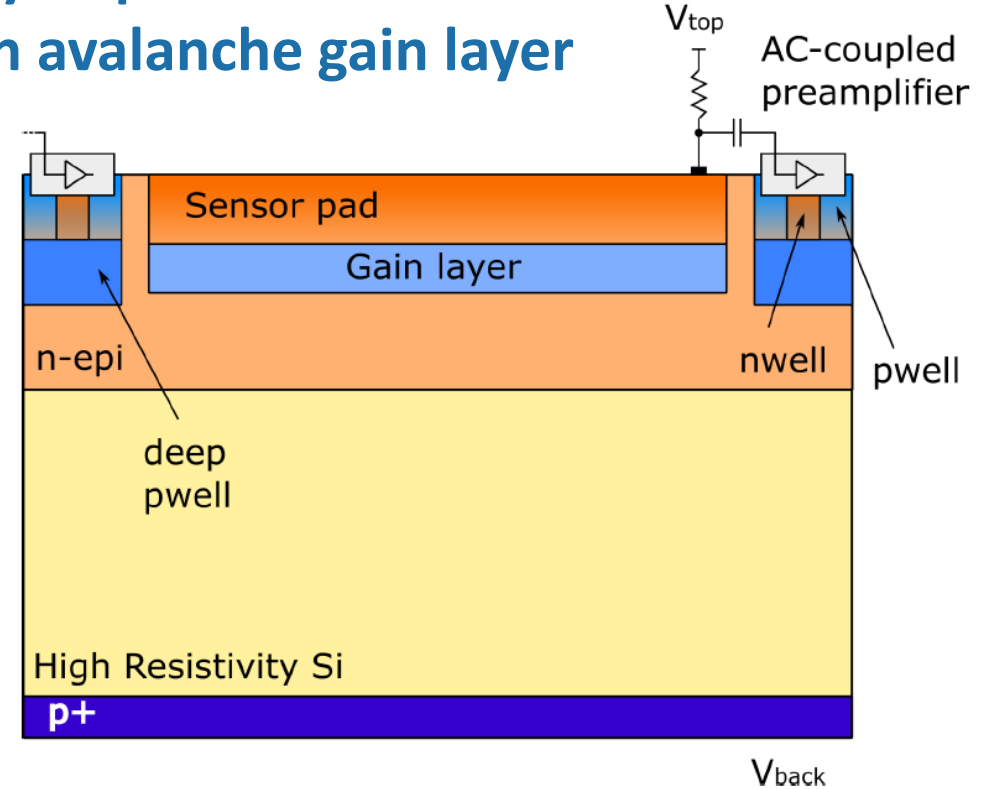 n avalanche gain layer
Vtop
AC-coupled
preamplifier
Sensor pad
Gain layer
n-epi
nwell
pwell
deep
pwell
High Resistivity Si
p+
Vback